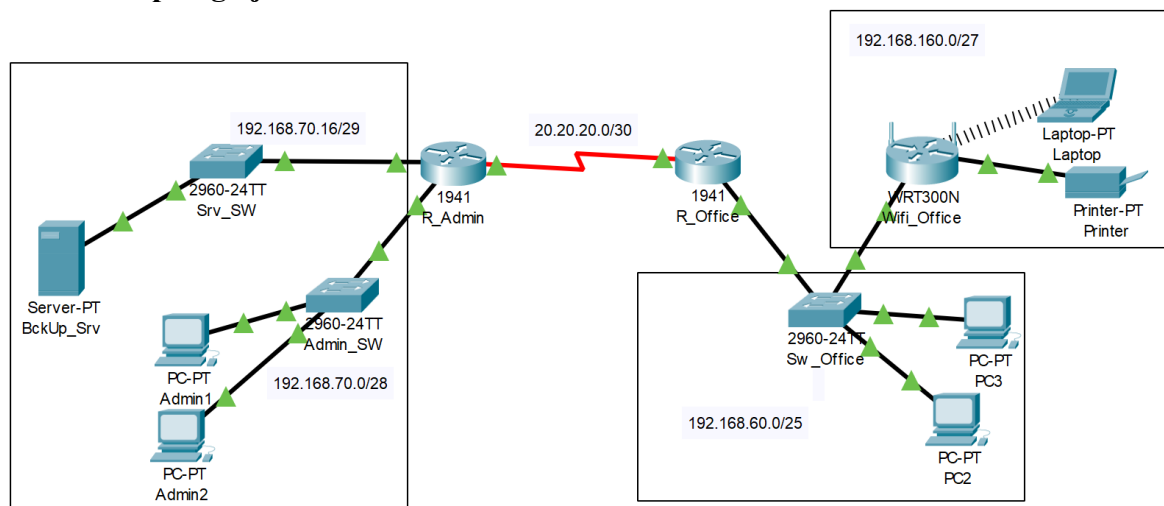 192.168.160.0/27
192.168.70.16/29
20.20.20.0/30
Laptop-PT
Laptop
2960-24TT
Srv_SW
1941
R_Admin
1941
R_Office
WRT300N
Wifi_Office
Printer-PT
Printer
Server-PT
BckUp_Srv
2960-24TT
Admin_SW
2960-24TT
Sw_Office
PC-PT
PC3
PC-PT
Admin1
192.168.70.0/28
192.168.60.0/25
PC-PT
Admin2
PC-PT
PC2